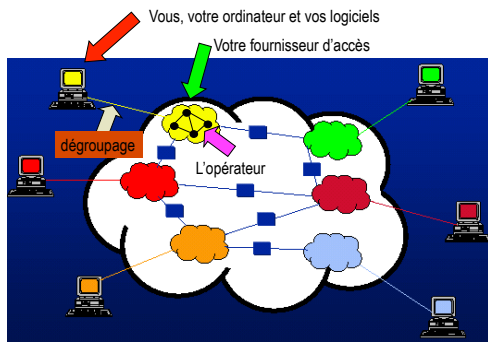 Vous, votre ordinateur et vos logiciels
Votre fournisseur d'accès
dégroupage
L'opérateur